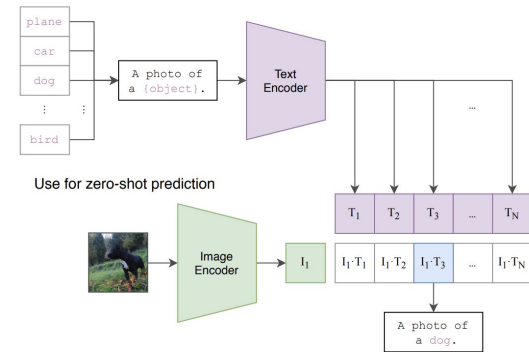 plane
car
dog
⋮
bird
A photo of
a {object}.
Text
Encoder
...
Use for zero-shot prediction
Image
Encoder
I1
T1 T2 T3 ... TN
I1·T1 I1·T2 I1·T3 ... I1·TN
A photo of
a dog.